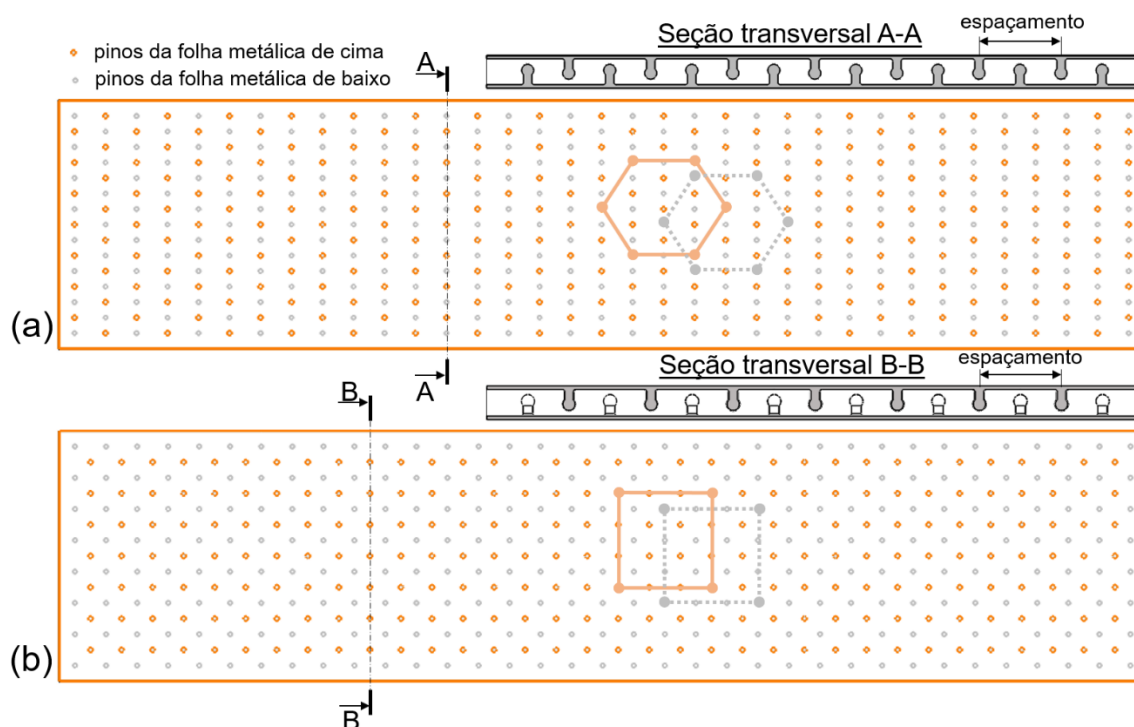 pinos da folha metálica de cima
pinos da folha metálica de baixo
A
Seção transversal A-A
espaçamento
(a)
A
B
Seção transversal B-B
espaçamento
(b)
B